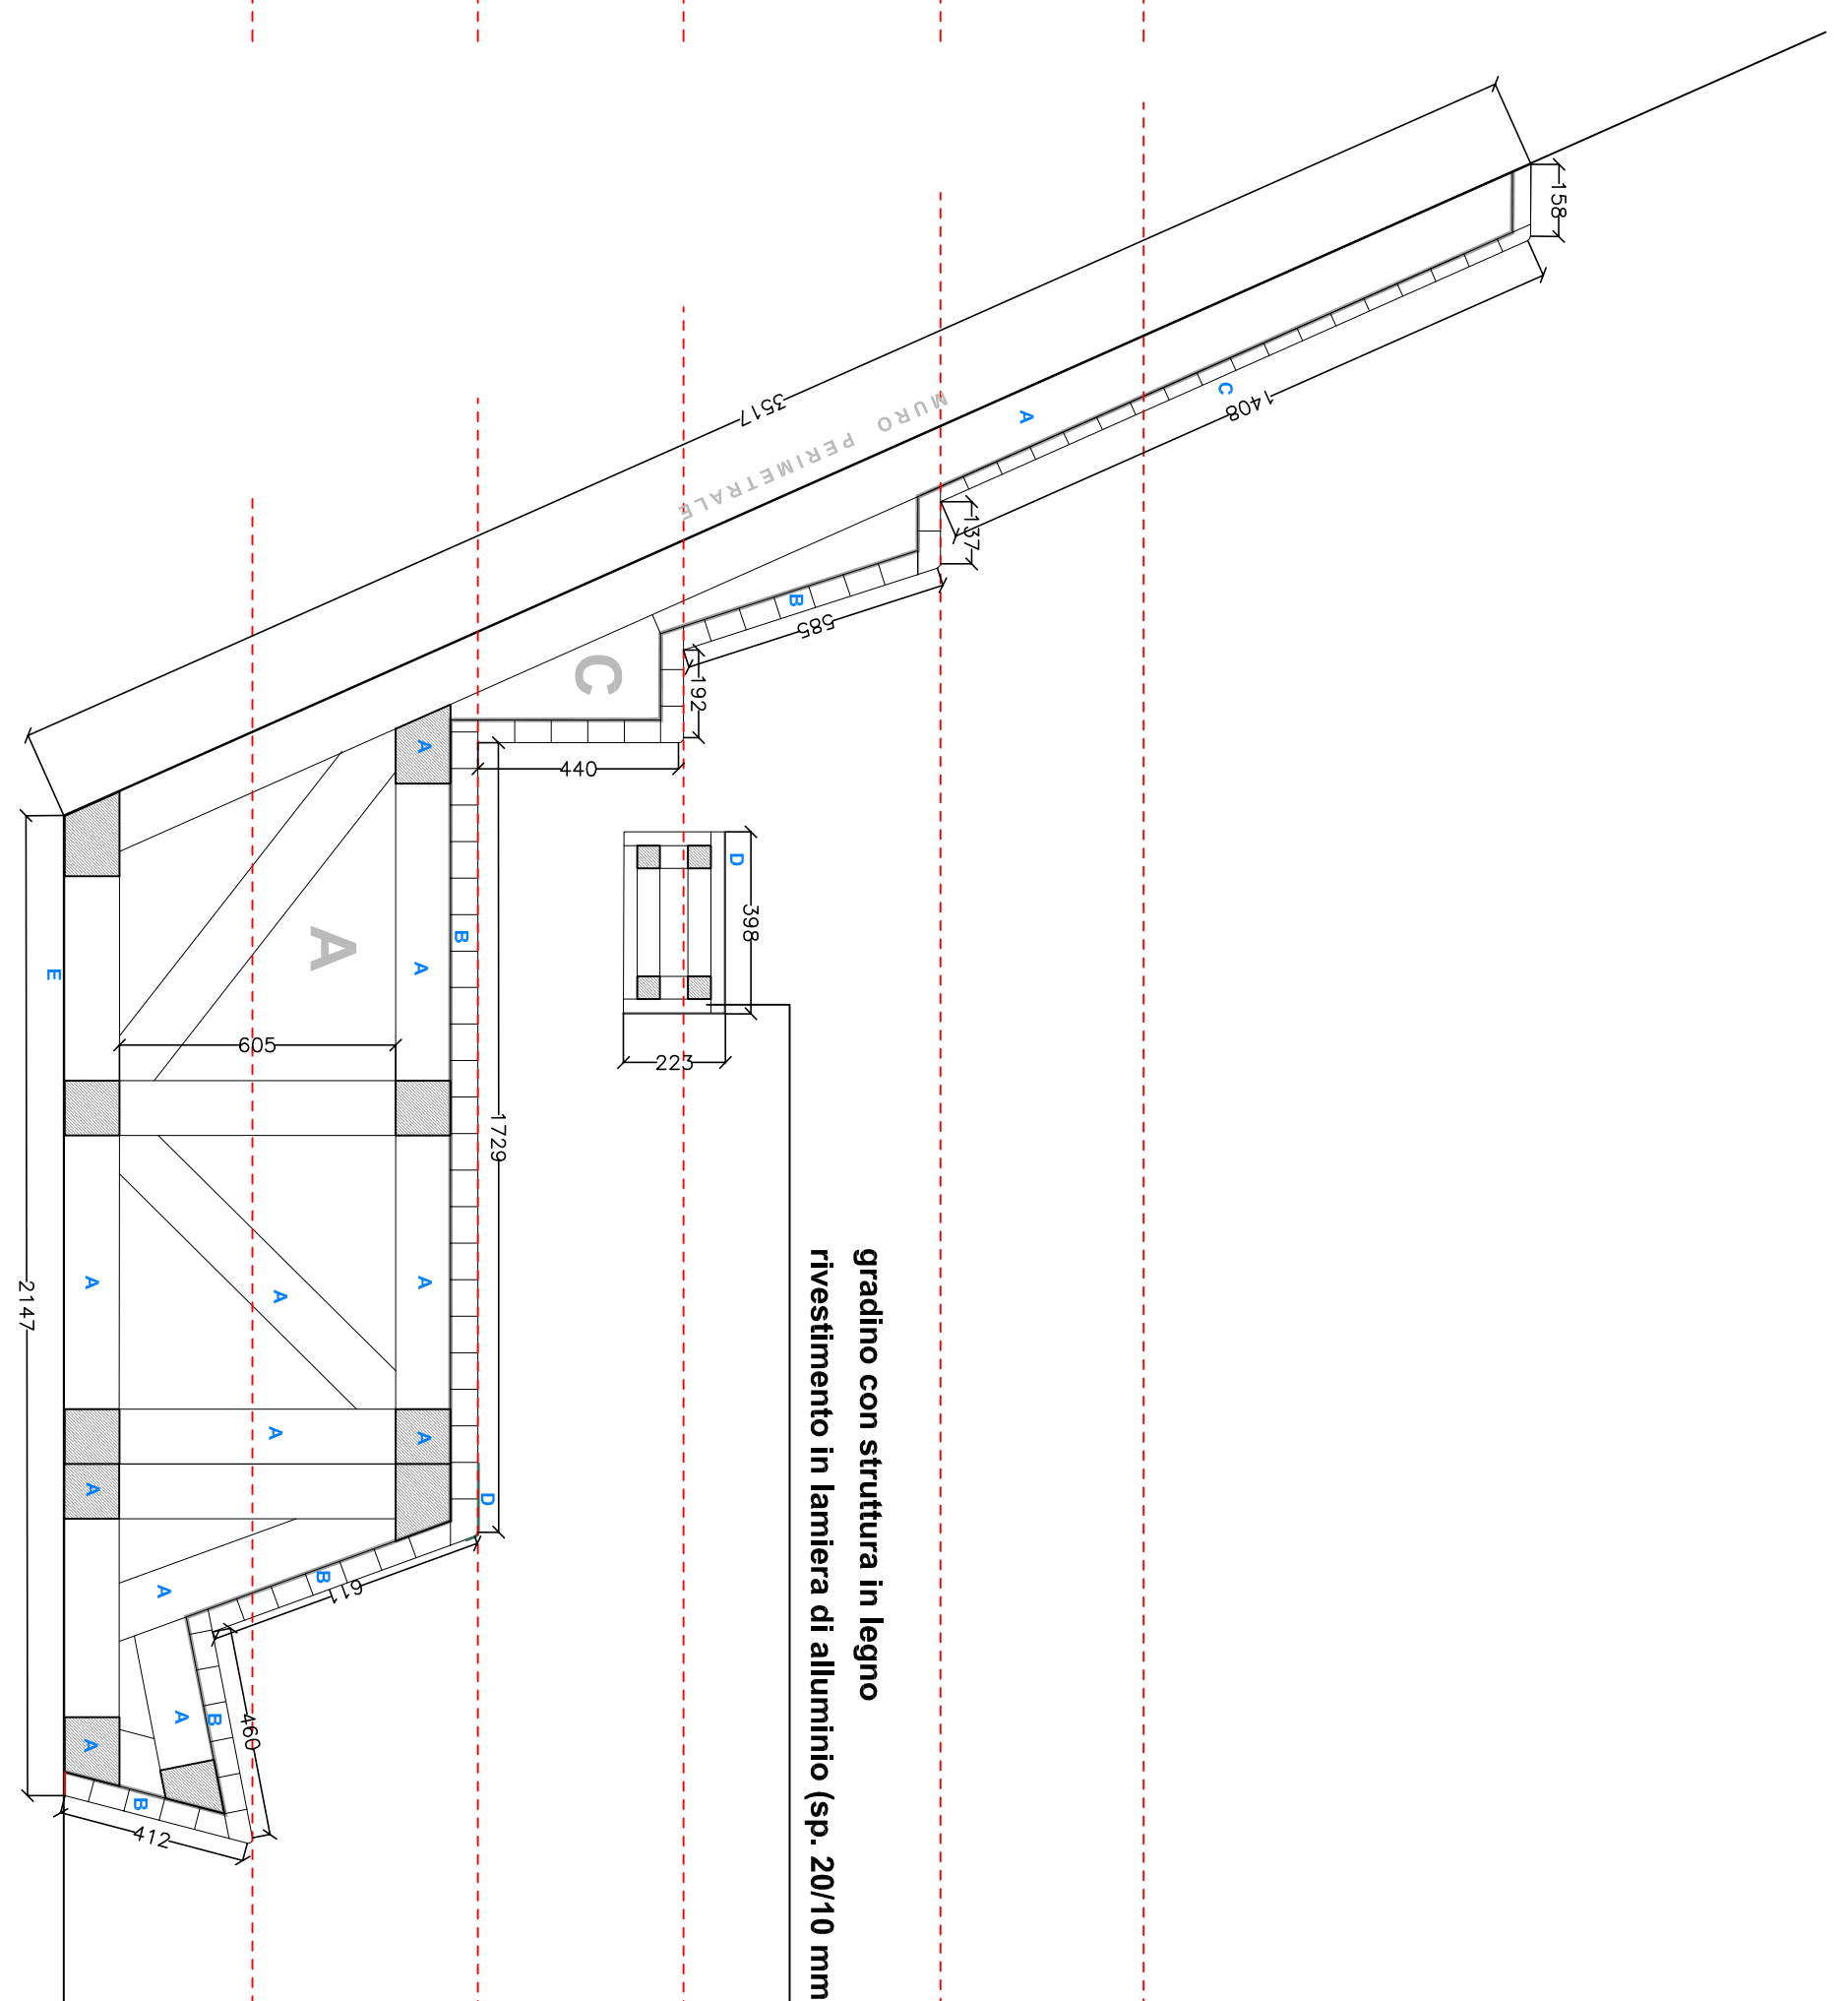 158
3517
C
1408
A
MURO PERIMETRALE
137
B
585
C
192
A
440
D
398
B
A
A
E
605
223
1729
A
A
A
2147
gradino con struttura in legno
rivestimento in lamiera di alluminio (sp. 20/10 mm
A
A
A
D
B
611
A
A
B
460
A
B
412